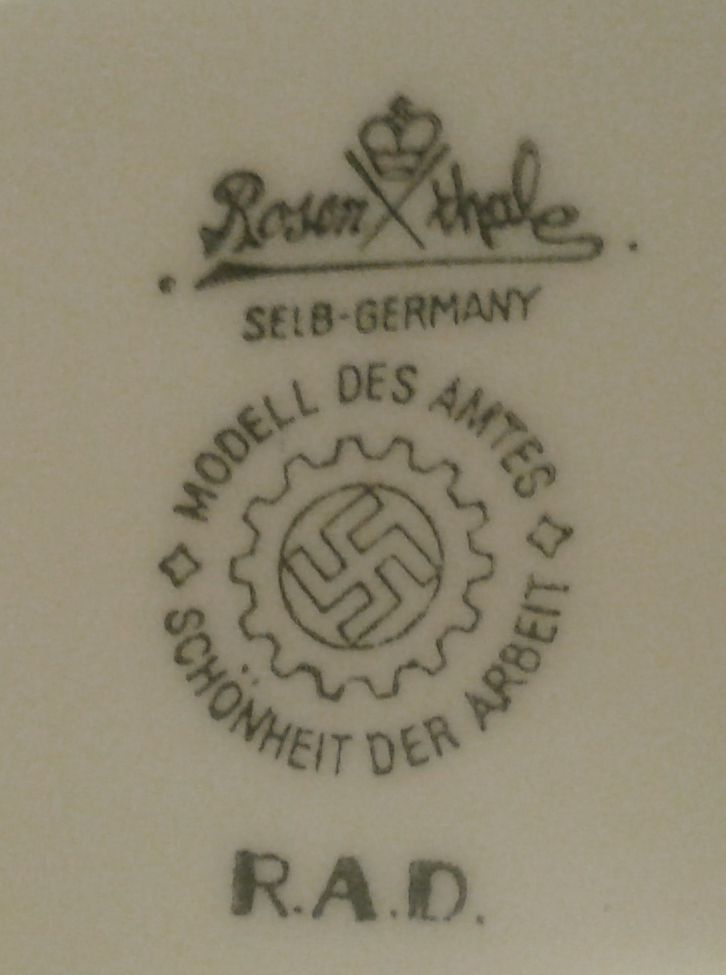 Rosenthal
SELB-GERMANY
MODELL DES AMTES
SCHÖNHEIT DER ARBEIT
R.A.D.